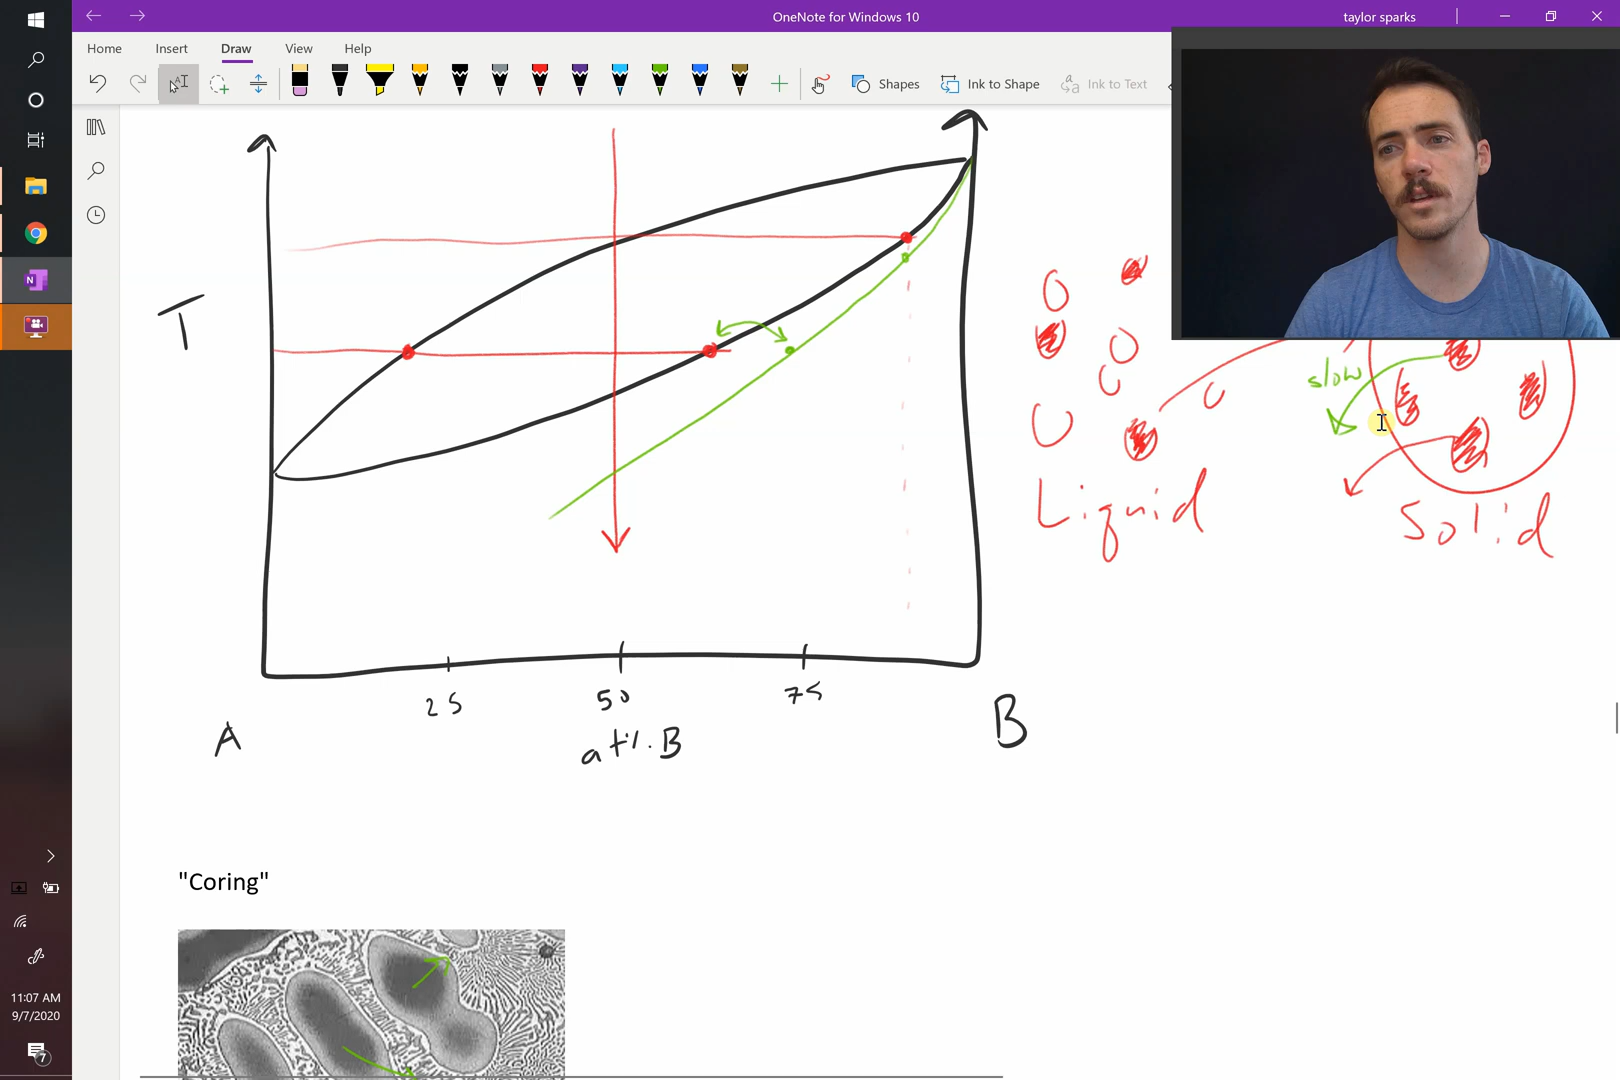 OneNote for Windows 10
taylor sparks
Home Insert Draw View Help
Shapes Ink to Shape Ink to Text
T
slow
Liquid
Solid
25 50 75
A at%. B B
"Coring"
11:07 AM
9/7/2020
7